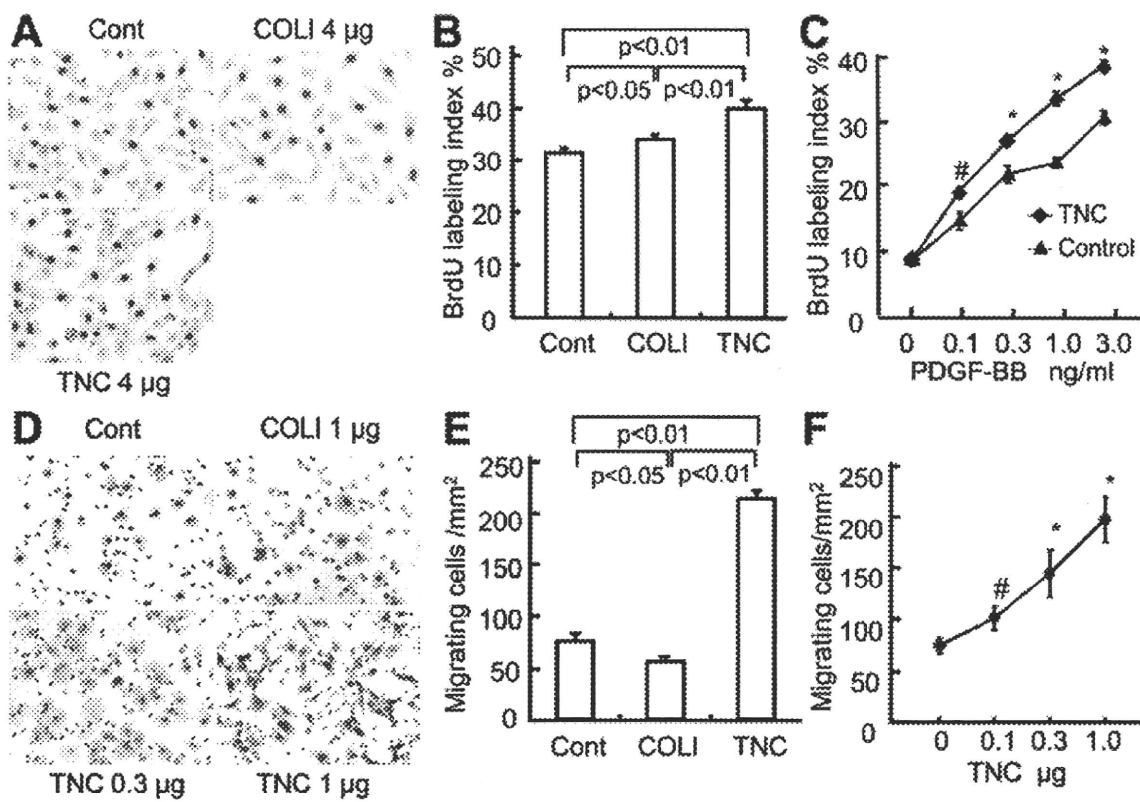 A
Cont
COLI 4 µg
TNC 4 µg
B
BrdU labeling index %
50
40
30
20
10
0
p<0.01
p<0.05
p<0.01
Cont
COLI
TNC
C
BrdU labeling index %
40
30
20
10
0
#
*
*
*
TNC
Control
0
0.1
0.3
1.0
3.0
PDGF-BB ng/ml
D
Cont
COLI 1 µg
TNC 0.3 µg
TNC 1 µg
E
Migrating cells /mm²
250
200
150
100
50
0
p<0.01
p<0.05
p<0.01
Cont
COLI
TNC
F
Migrating cells/mm²
250
200
150
100
50
0
#
*
*
0
0.1
0.3
1.0
TNC µg